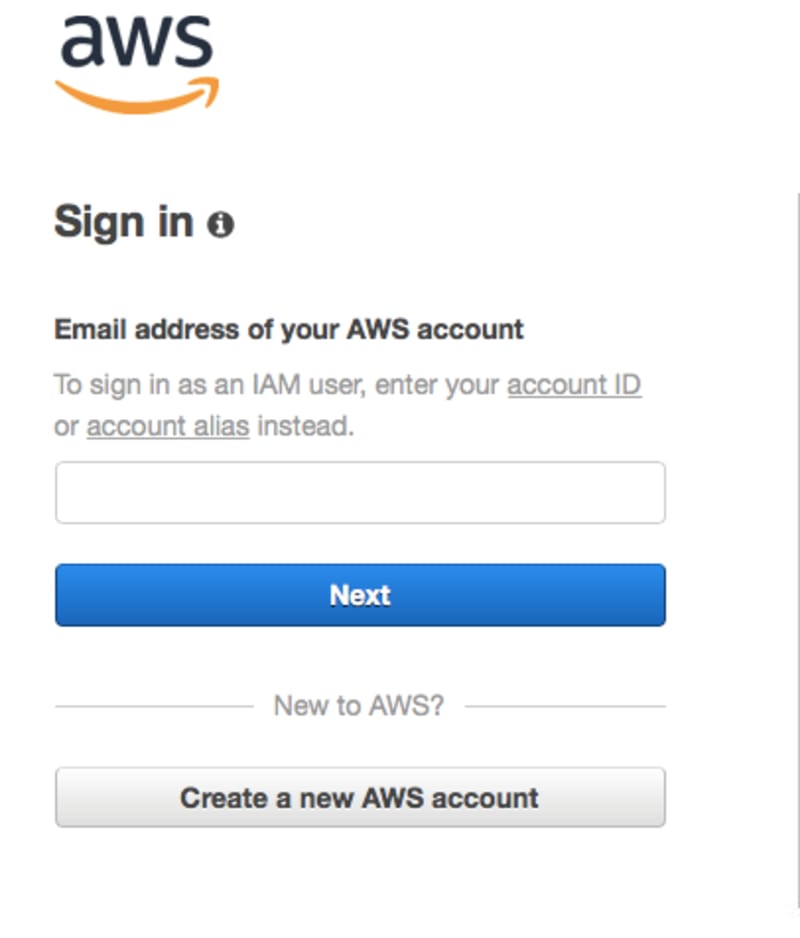 aws
Sign in
Email address of your AWS account
To sign in as an IAM user, enter your account ID
or account alias instead.
Next
New to AWS?
Create a new AWS account